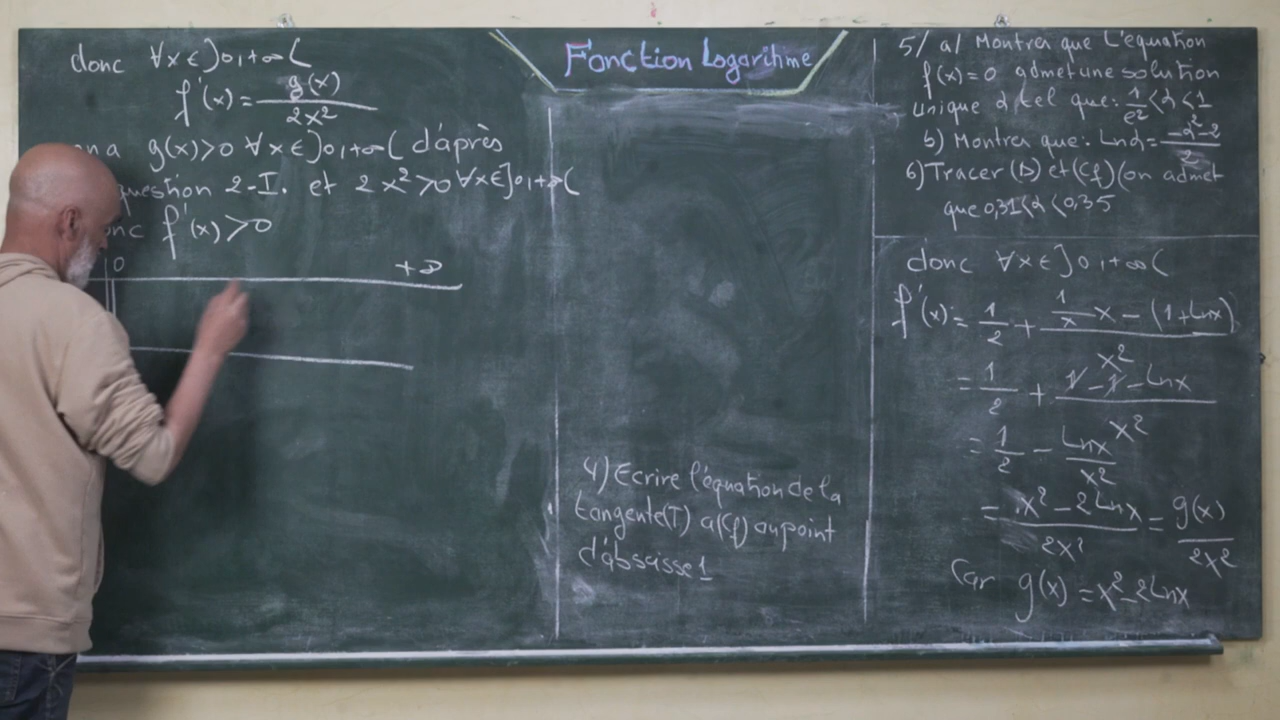 donc ∀x∈]0,+∞(
f'(x)=g(x)/2x²
on a g(x)>0 ∀x∈]0,+∞( d'après
question 2-I. et 2x²>0 ∀x∈]0,+∞(
f'(x)>0
0 +∞
Fonction Logarithme
4) Ecrire l'équation de la
tangente(T) a(Cf) au point
d'absaisse 1
5/ a/ Montrer que L'équation
f(x)=0 admet une solution
unique α tel que: 1/e²<α<1
b) Montrer que: Lnα=(-α²-2)/2
6) Tracer (D) et (Cf) (on admet
que 0,31<α<0,35
donc ∀x∈]0,+∞(
f'(x)=1/2+(1/x x-(1+Lnx))/x²
=1/2+(1-1-Lnx)/x²
=1/2-Lnx/x²
=(x²-2Lnx)/2x²=g(x)/2x²
Car g(x)=x²-2Lnx